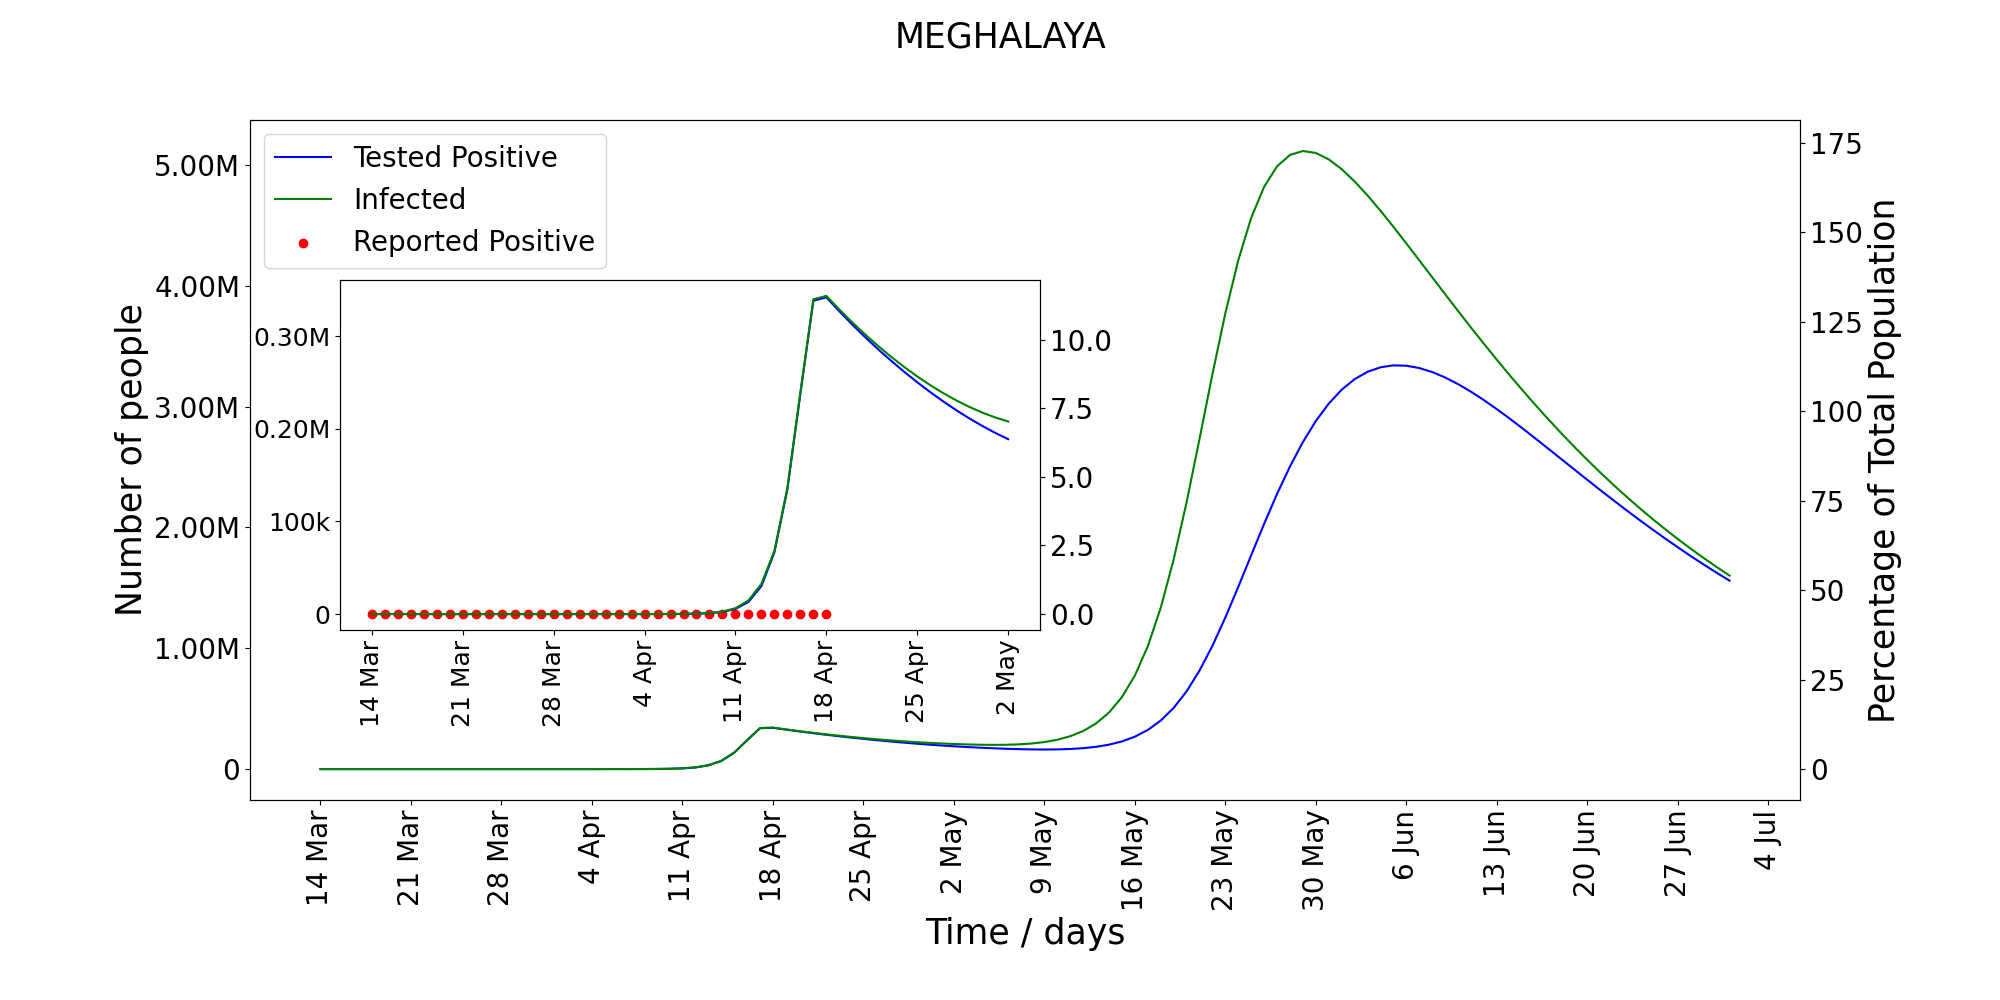 MEGHALAYA
Tested Positive
Infected
Reported Positive
Number of people
5.00M
4.00M
3.00M
2.00M
1.00M
0
175
150
125
100
75
50
25
0
Percentage of Total Population
0.30M
0.20M
100k
0
10.0
7.5
5.0
2.5
0.0
14 Mar
21 Mar
28 Mar
4 Apr
11 Apr
18 Apr
25 Apr
2 May
14 Mar
21 Mar
28 Mar
4 Apr
11 Apr
18 Apr
25 Apr
2 May
9 May
16 May
23 May
30 May
6 Jun
13 Jun
20 Jun
27 Jun
4 Jul
Time / days